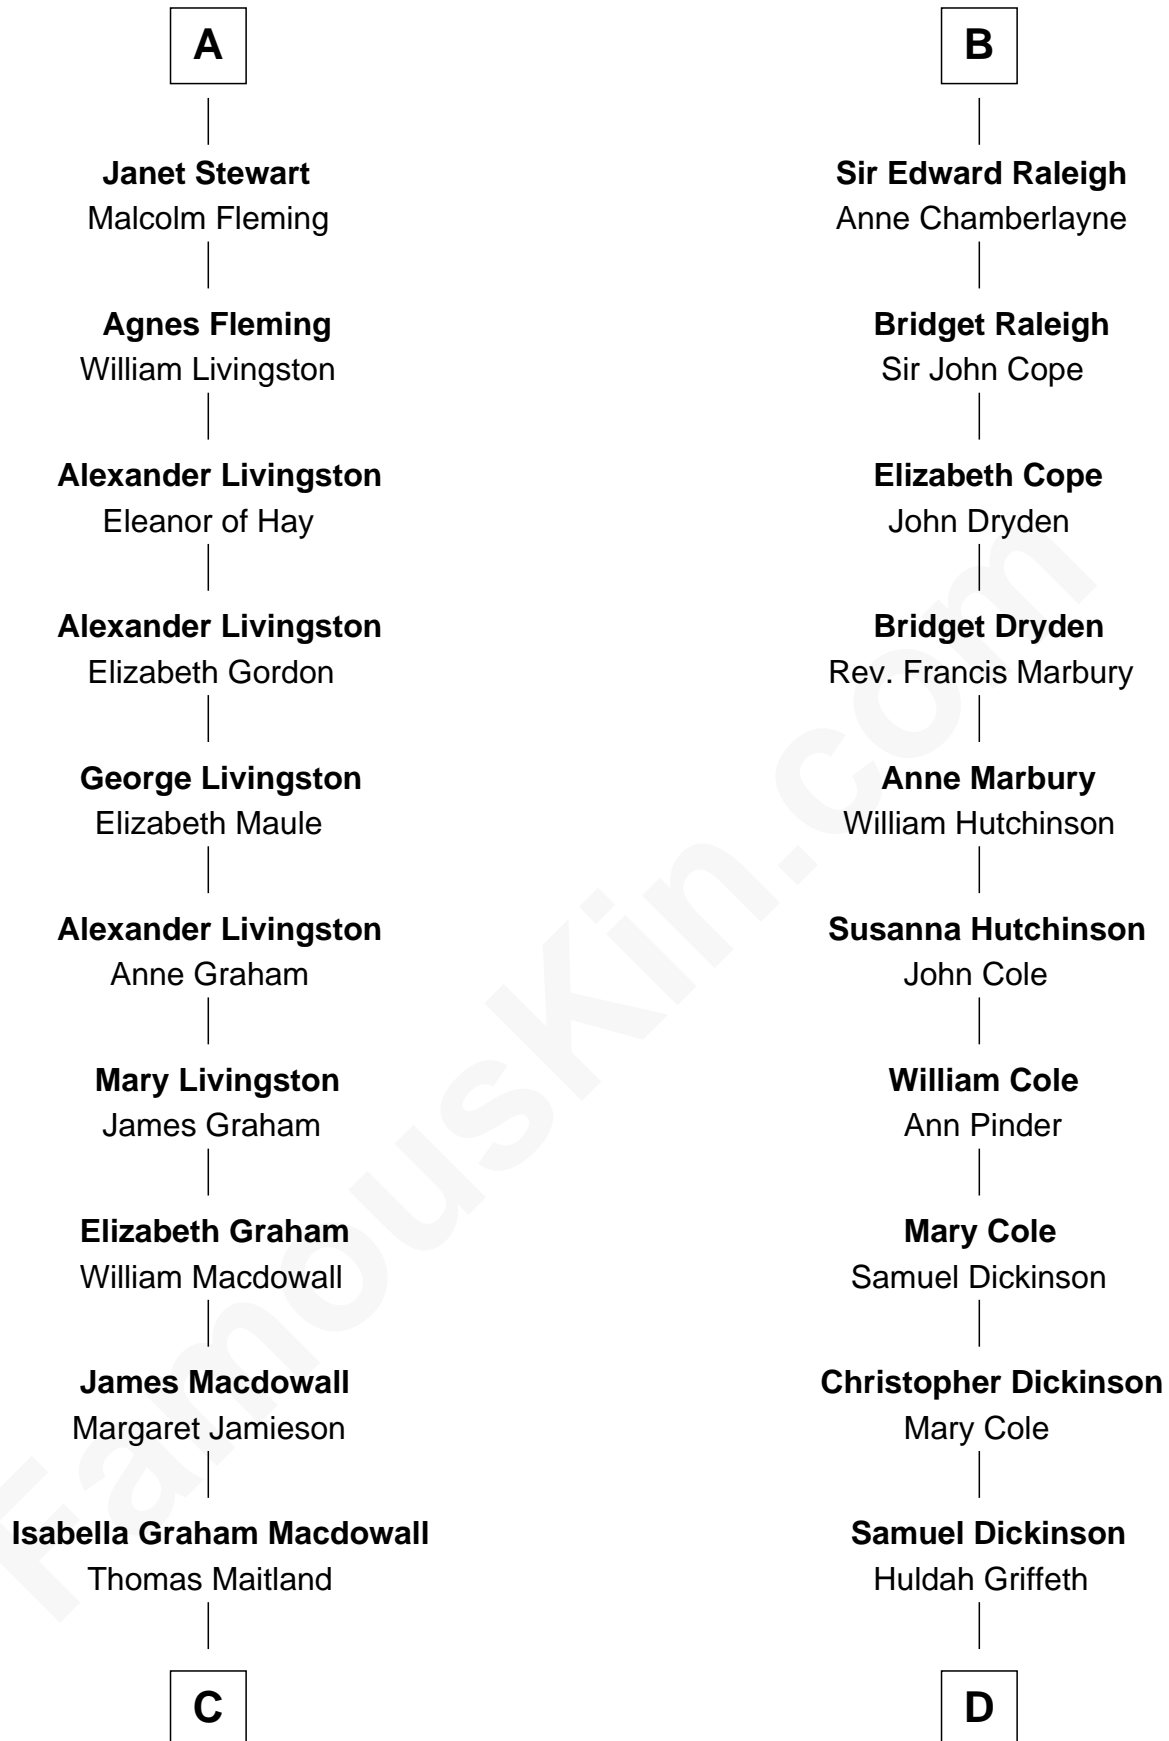 A
Janet Stewart
Malcolm Fleming
Agnes Fleming
William Livingston
Alexander Livingston
Eleanor of Hay
Alexander Livingston
Elizabeth Gordon
George Livingston
Elizabeth Maule
Alexander Livingston
Anne Graham
Mary Livingston
James Graham
Elizabeth Graham
William Macdowall
James Macdowall
Margaret Jamieson
Isabella Graham Macdowall
Thomas Maitland
C
B
Sir Edward Raleigh
Anne Chamberlayne
Bridget Raleigh
Sir John Cope
Elizabeth Cope
John Dryden
Bridget Dryden
Rev. Francis Marbury
Anne Marbury
William Hutchinson
Susanna Hutchinson
John Cole
William Cole
Ann Pinder
Mary Cole
Samuel Dickinson
Christopher Dickinson
Mary Cole
Samuel Dickinson
Huldah Griffeth
D
FamousKin.com